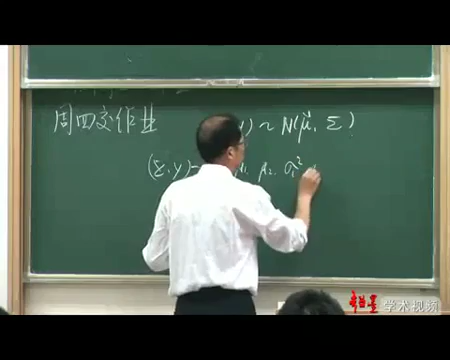 周四交作业
) ~ N(μ⃗, Σ)
(X, Y) ~ μ₁, μ₂, σ₁²
学术视频